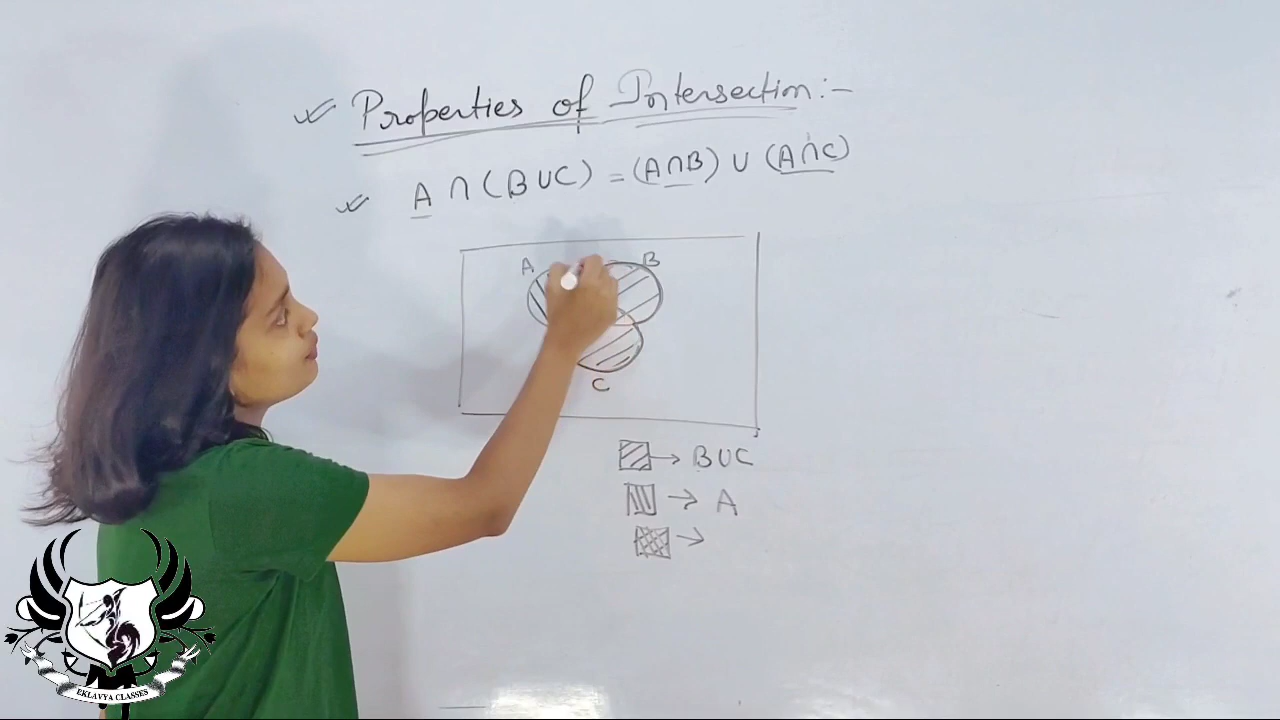 Properties of Intersection:-
A ∩ (B ∪ C) = (A∩B) ∪ (A∩C)
A B
C
→ B ∪ C
→ A
→
EKLAVYA CLASSES